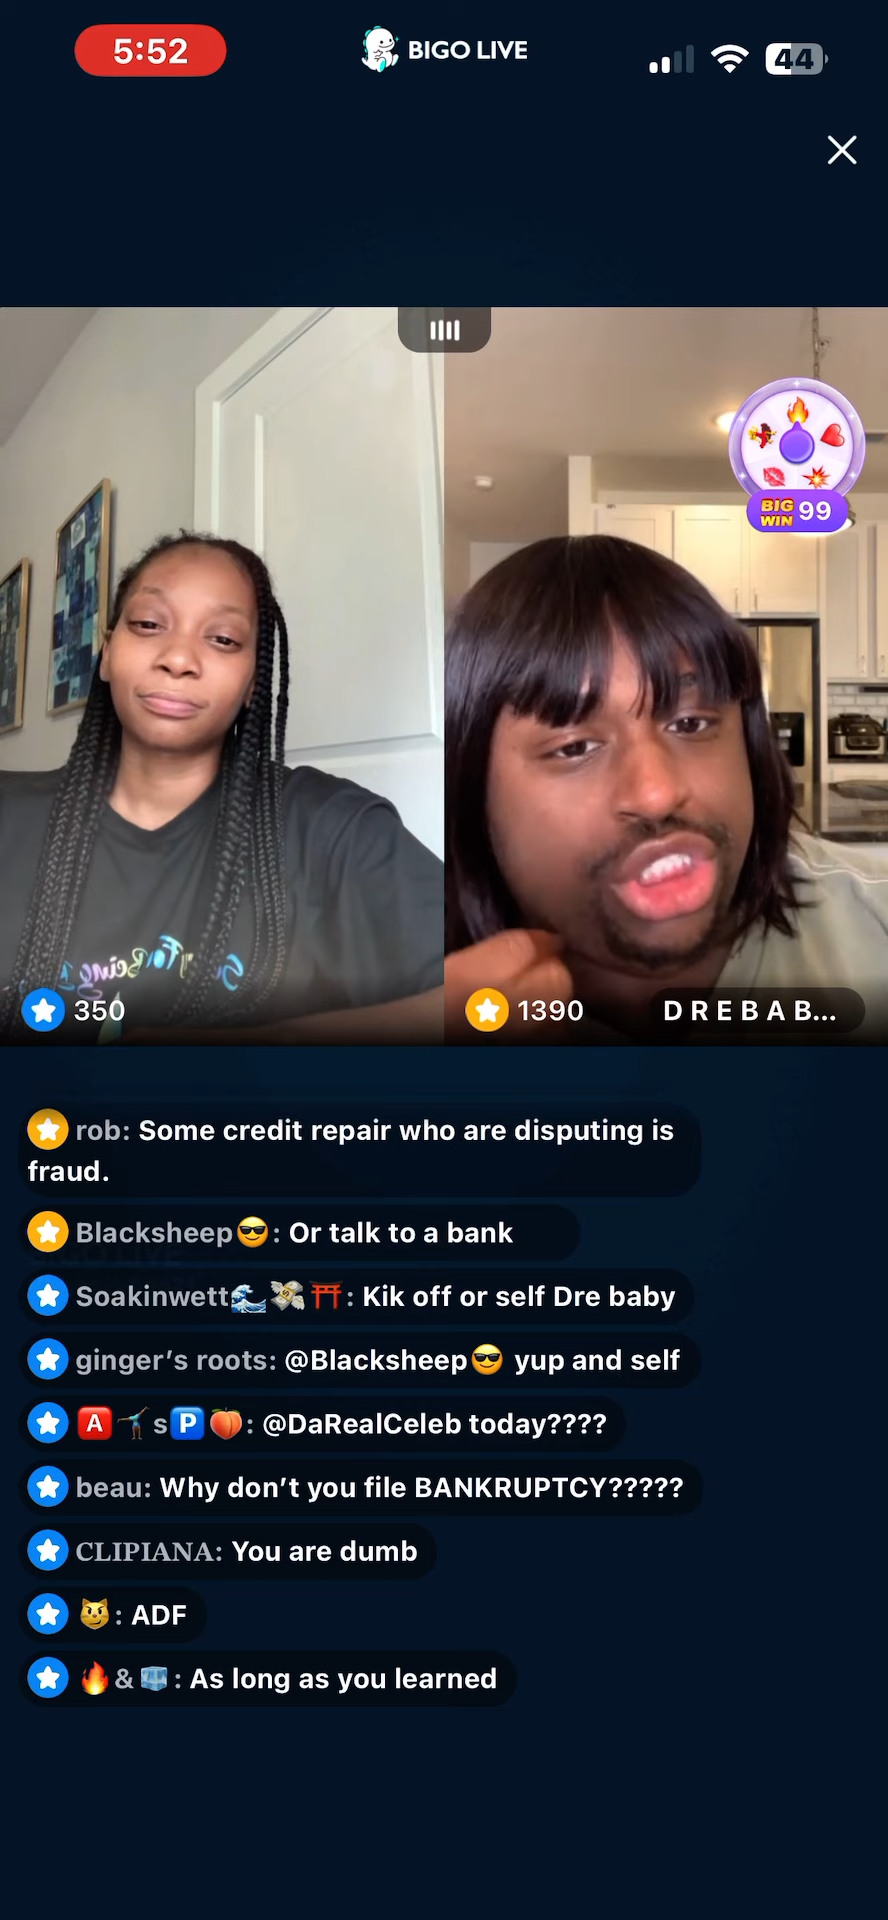 5:52
BIGO LIVE
44
BIG WIN 99
350
1390
D R E B A B...
rob: Some credit repair who are disputing is
fraud.
Blacksheep😎: Or talk to a bank
Soakinwett🌊💸⛩️: Kik off or self Dre baby
ginger’s roots: @Blacksheep😎 yup and self
🅰️🤸s🅿️🍑: @DaRealCeleb today????
beau: Why don’t you file BANKRUPTCY?????
CLIPIANA: You are dumb
😼: ADF
🔥&🧊: As long as you learned